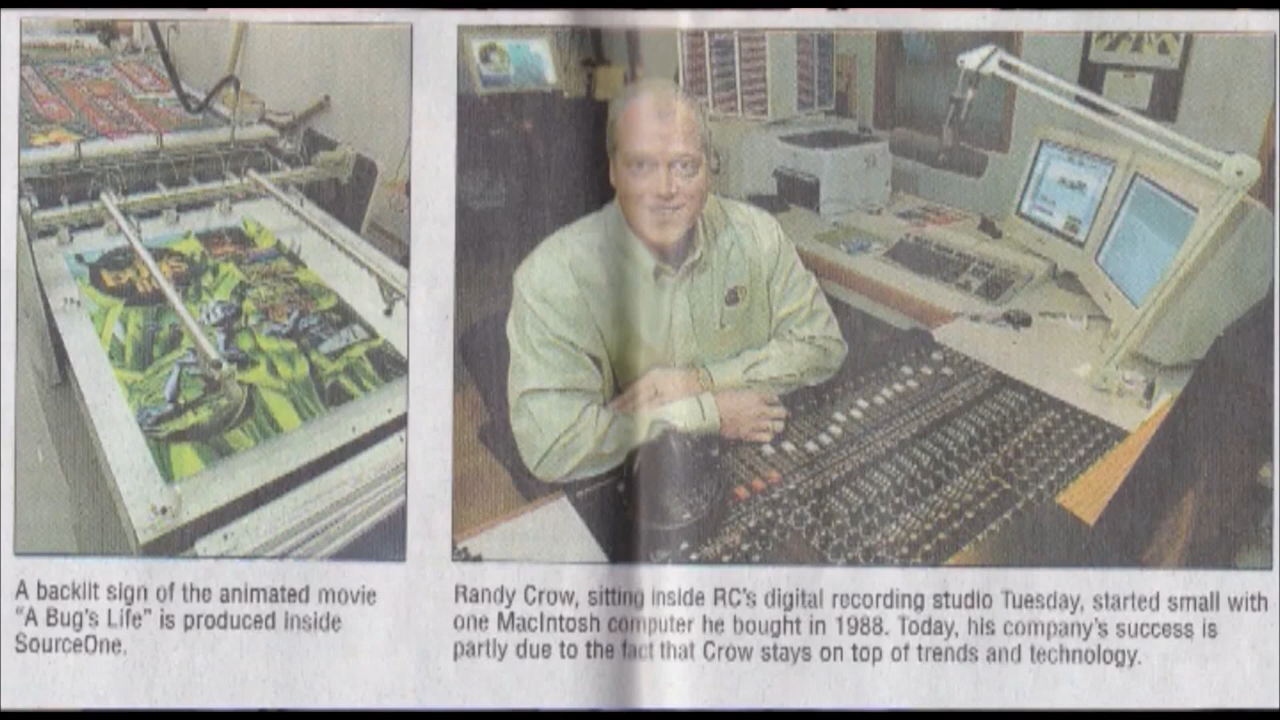 A backlit sign of the animated movie
“A Bug's Life” is produced inside
SourceOne.
Randy Crow, sitting inside RC's digital recording studio Tuesday, started small with
one MacIntosh computer he bought in 1988. Today, his company's success is
partly due to the fact that Crow stays on top of trends and technology.